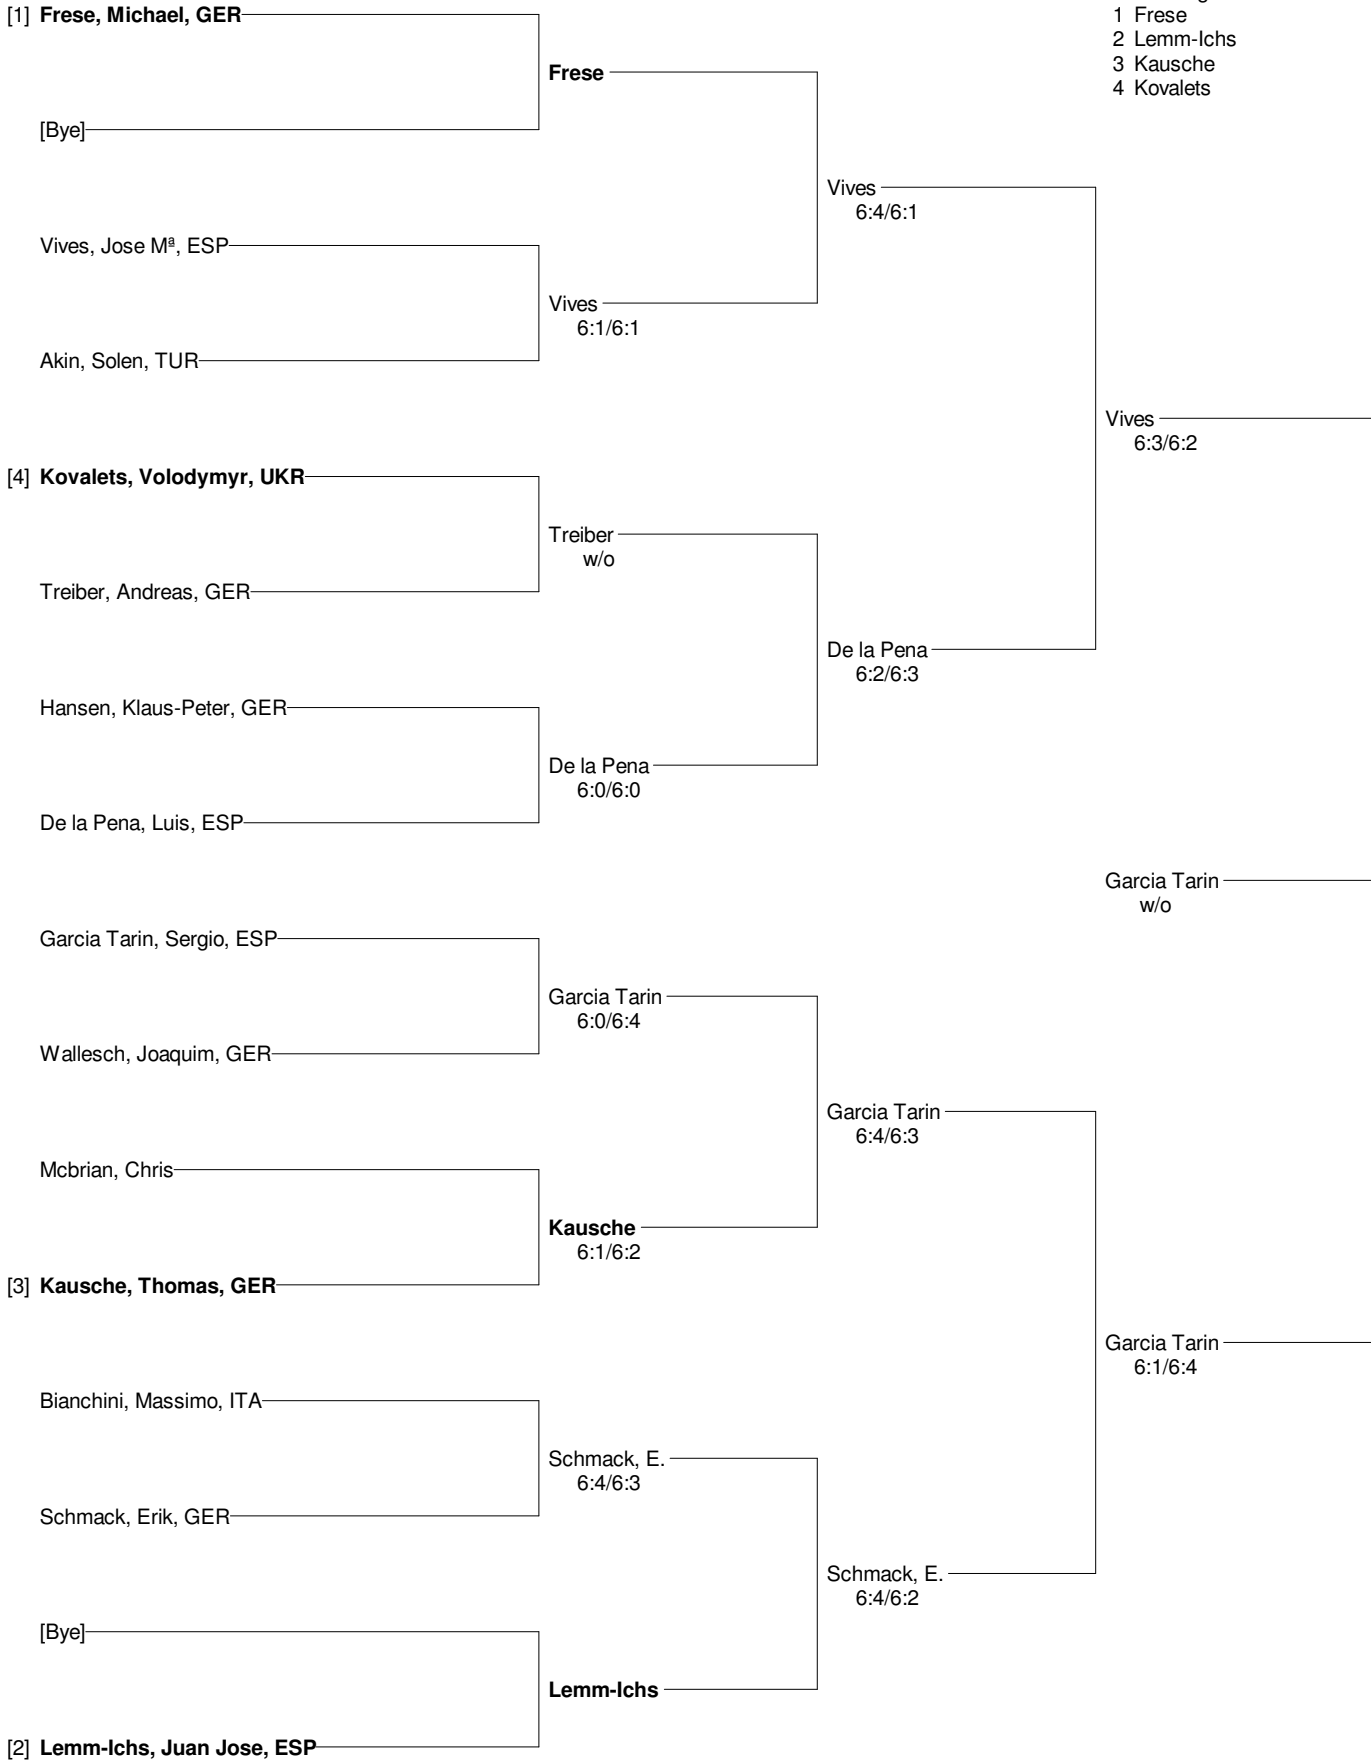 [1] Frese, Michael, GER
1 Frese
2 Lemm-Ichs
3 Kausche
4 Kovalets
Frese
[Bye]
Vives
6:4/6:1
Vives, Jose Mª, ESP
Vives
6:1/6:1
Akin, Solen, TUR
Vives
6:3/6:2
[4] Kovalets, Volodymyr, UKR
Treiber
w/o
Treiber, Andreas, GER
De la Pena
6:2/6:3
Hansen, Klaus-Peter, GER
De la Pena
6:0/6:0
De la Pena, Luis, ESP
Garcia Tarin
w/o
Garcia Tarin, Sergio, ESP
Garcia Tarin
6:0/6:4
Wallesch, Joaquim, GER
Garcia Tarin
6:4/6:3
Mcbrian, Chris
Kausche
6:1/6:2
[3] Kausche, Thomas, GER
Garcia Tarin
6:1/6:4
Bianchini, Massimo, ITA
Schmack, E.
6:4/6:3
Schmack, Erik, GER
Schmack, E.
6:4/6:2
[Bye]
Lemm-Ichs
[2] Lemm-Ichs, Juan Jose, ESP